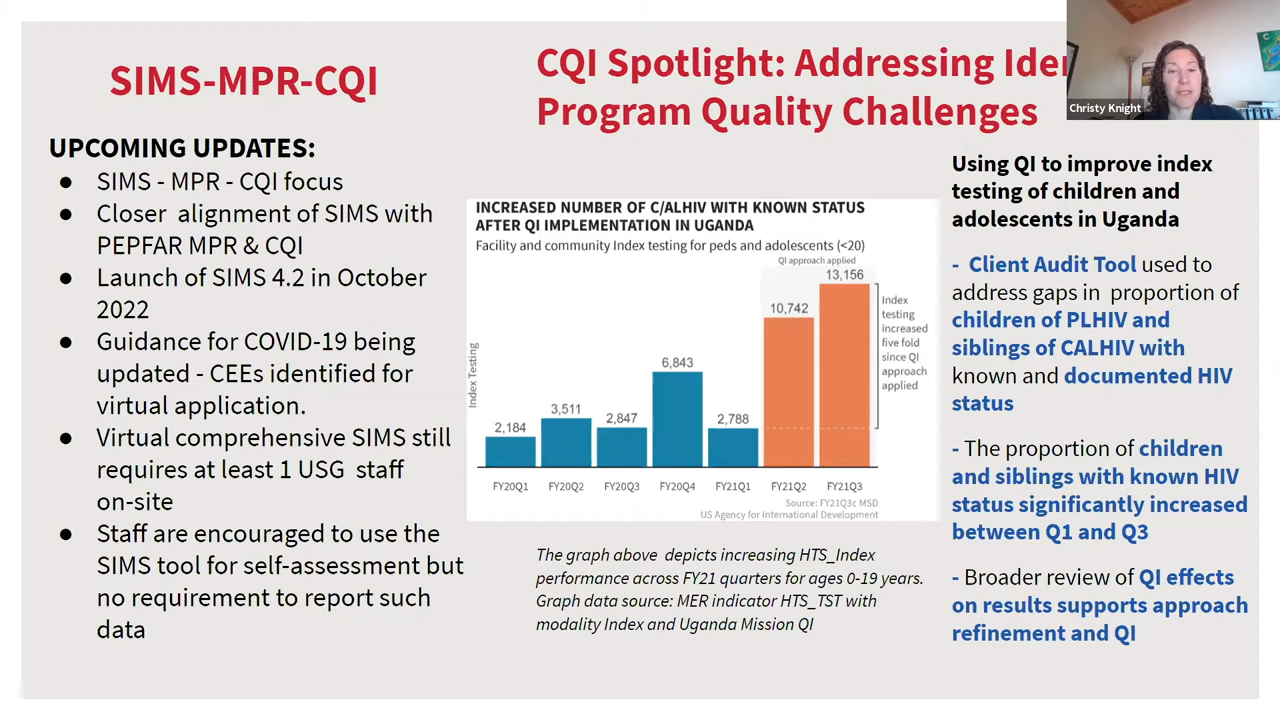 SIMS-MPR-CQI
UPCOMING UPDATES:
● SIMS - MPR - CQI focus
● Closer alignment of SIMS with
PEPFAR MPR & CQI
● Launch of SIMS 4.2 in October
2022
● Guidance for COVID-19 being
updated - CEEs identified for
virtual application.
● Virtual comprehensive SIMS still
requires at least 1 USG staff
on-site
● Staff are encouraged to use the
SIMS tool for self-assessment but
no requirement to report such
data
CQI Spotlight: Addressing
Program Quality Challenges
Christy Knight
INCREASED NUMBER OF C/ALHIV WITH KNOWN STATUS
AFTER QI IMPLEMENTATION IN UGANDA
Facility and community Index testing for peds and adolescents (<20)
QI approach applied
Index Testing
2,184
3,511
2,847
6,843
2,788
10,742
13,156
Index
testing
increased
five fold
since QI
approach
applied
FY20Q1 FY20Q2 FY20Q3 FY20Q4 FY21Q1 FY21Q2 FY21Q3
Source: FY21Q3c MSD
US Agency for International Development
The graph above depicts increasing HTS_Index
performance across FY21 quarters for ages 0-19 years.
Graph data source: MER indicator HTS_TST with
modality Index and Uganda Mission QI
Using QI to improve index
testing of children and
adolescents in Uganda
- Client Audit Tool used to
address gaps in proportion of
children of PLHIV and
siblings of CALHIV with
known and documented HIV
status
- The proportion of children
and siblings with known HIV
status significantly increased
between Q1 and Q3
- Broader review of QI effects
on results supports approach
refinement and QI